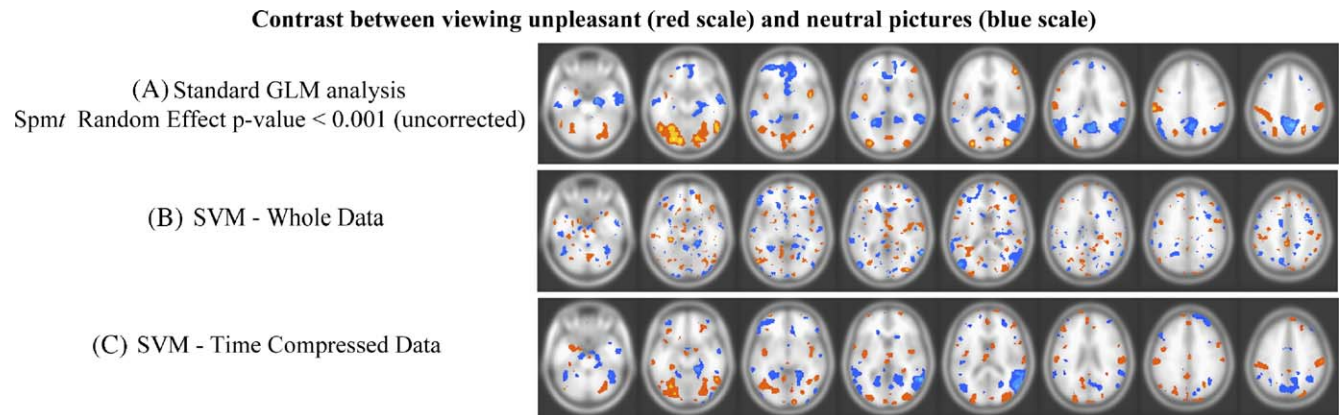 Contrast between viewing unpleasant (red scale) and neutral pictures (blue scale)
(A) Standard GLM analysis
Spmt Random Effect p-value < 0.001 (uncorrected)
(B) SVM - Whole Data
(C) SVM - Time Compressed Data